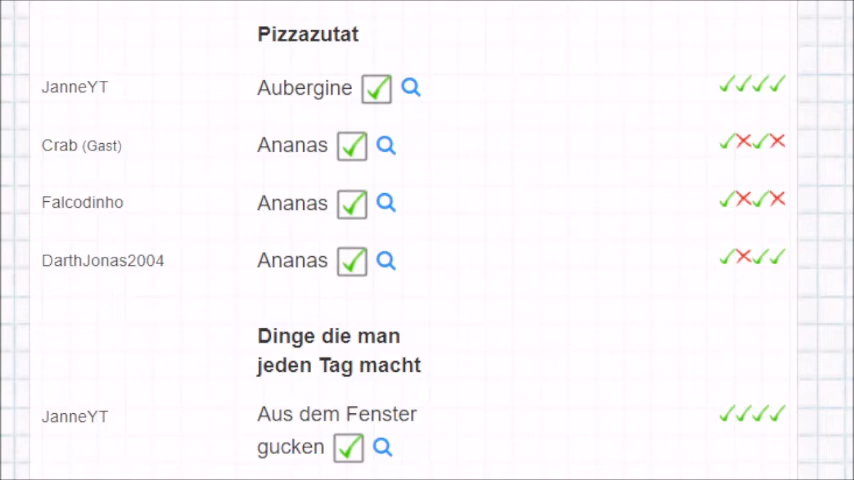 Pizzazutat
JanneYT Aubergine
Crab (Gast) Ananas
Falcodinho Ananas
DarthJonas2004 Ananas
Dinge die man
jeden Tag macht
JanneYT Aus dem Fenster
gucken